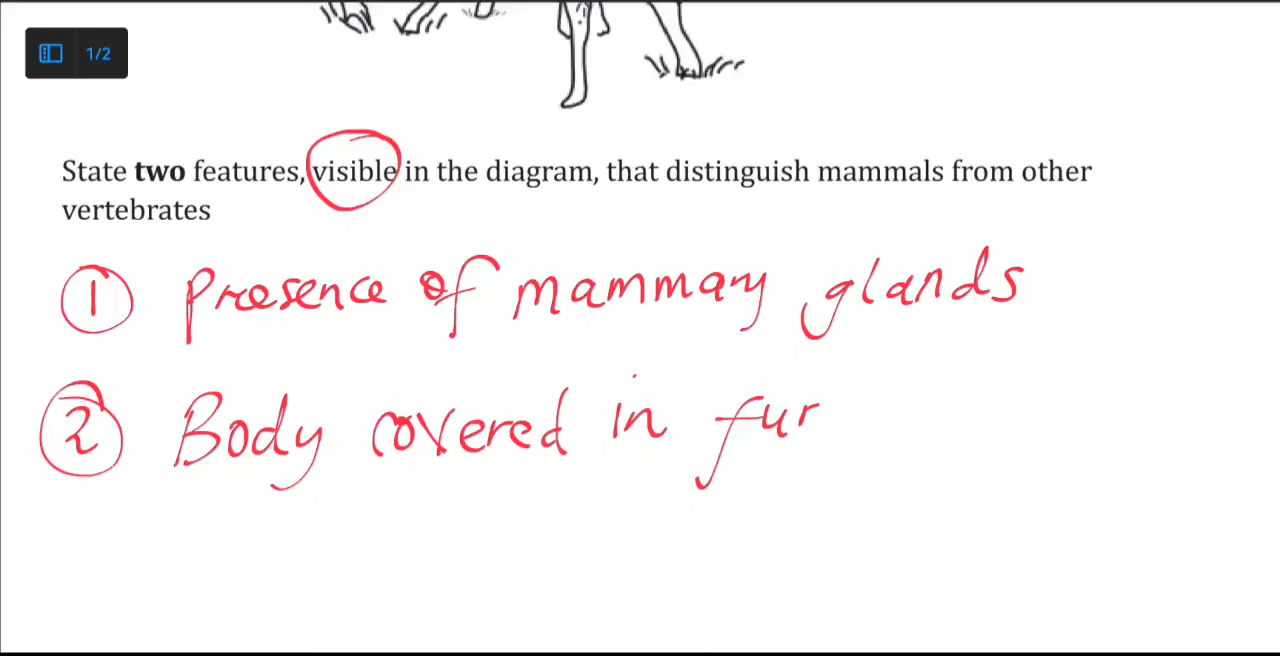 1/2
State two features, visible in the diagram, that distinguish mammals from other
vertebrates
1 Presence of mammary glands
2 Body covered in fur